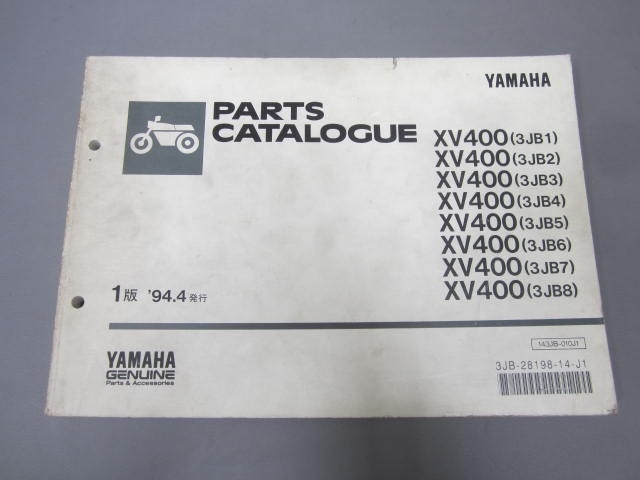 YAMAHA
PARTS
CATALOGUE
XV400(3JB1)
XV400(3JB2)
XV400(3JB3)
XV400(3JB4)
XV400(3JB5)
XV400(3JB6)
XV400(3JB7)
XV400(3JB8)
1版 '94.4発行
143JB-010J1
YAMAHA
GENUINE
Parts & Accessories
3JB-28198-14-J1